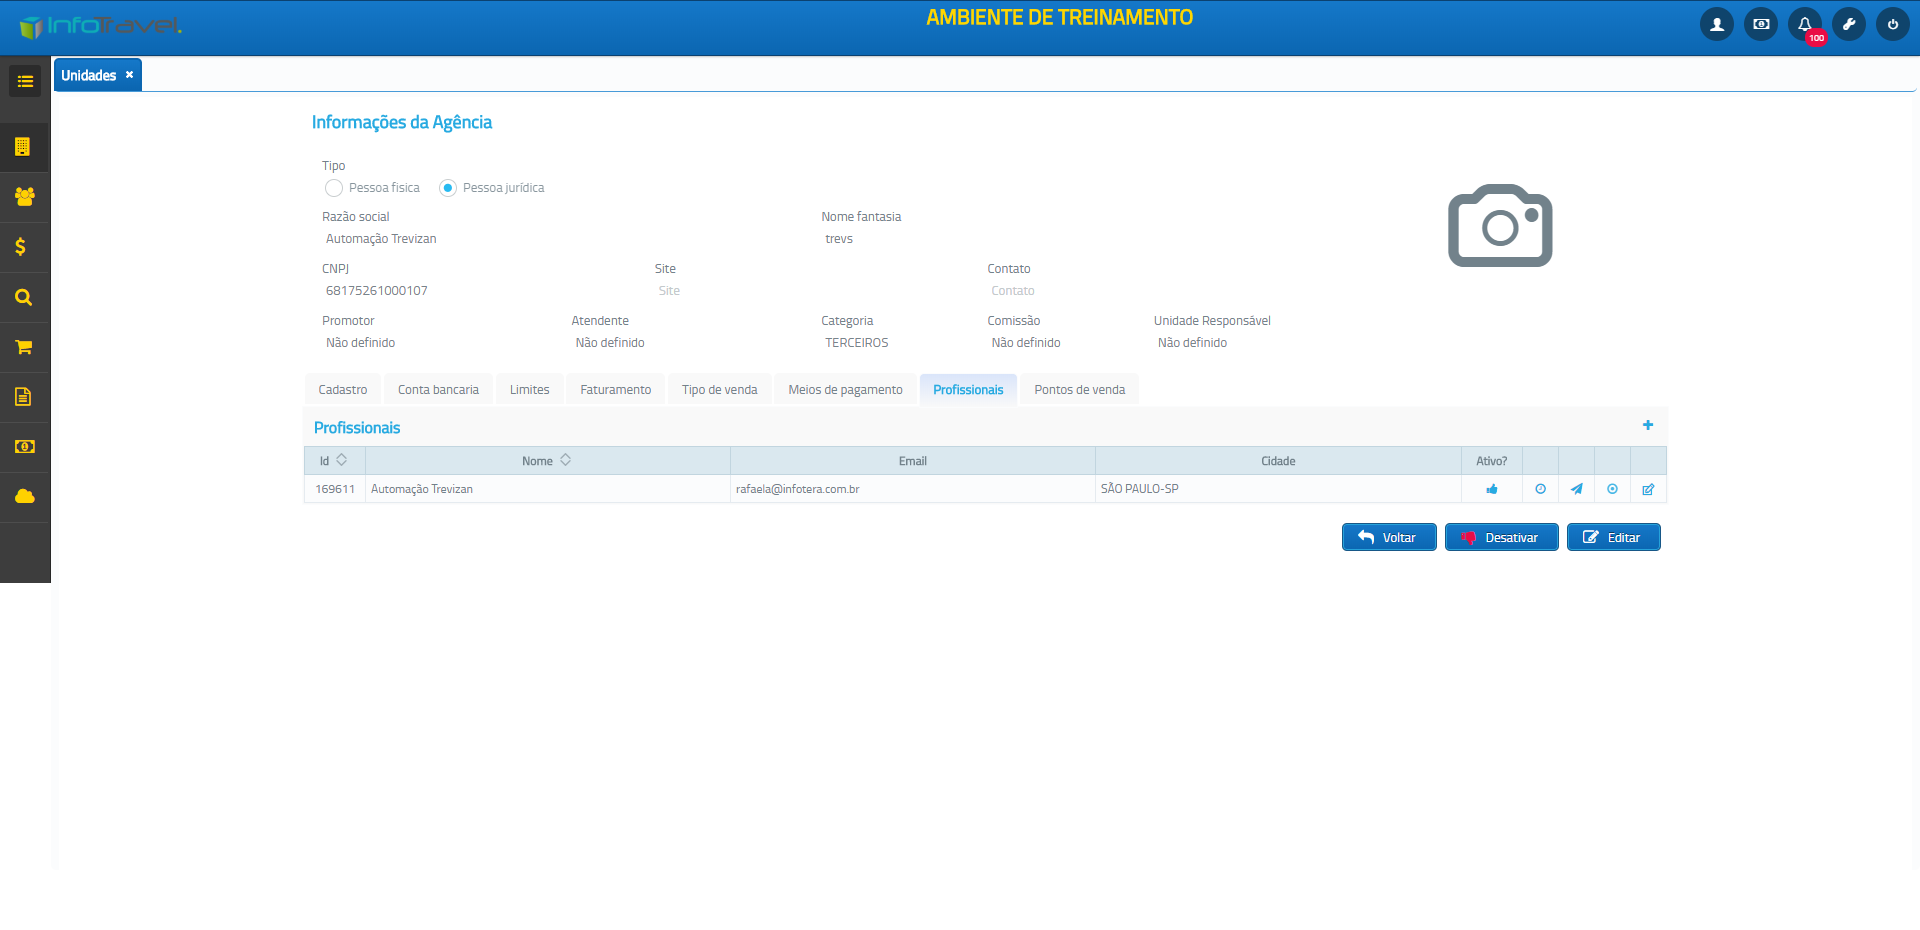 InfoTravel.
AMBIENTE DE TREINAMENTO
100
Unidades
Informações da Agência
Tipo
Pessoa física Pessoa jurídica
Razão social Nome fantasia
Automação Trevizan trevs
CNPJ Site Contato
68175261000107 Site Contato
Promotor Atendente Categoria Comissão Unidade Responsável
Não definido Não definido TERCEIROS Não definido Não definido
Cadastro Conta bancaria Limites Faturamento Tipo de venda Meios de pagamento Profissionais Pontos de venda
Profissionais
Id Nome Email Cidade Ativo?
169611 Automação Trevizan rafaela@infotera.com.br SÃO PAULO-SP
Voltar Desativar Editar